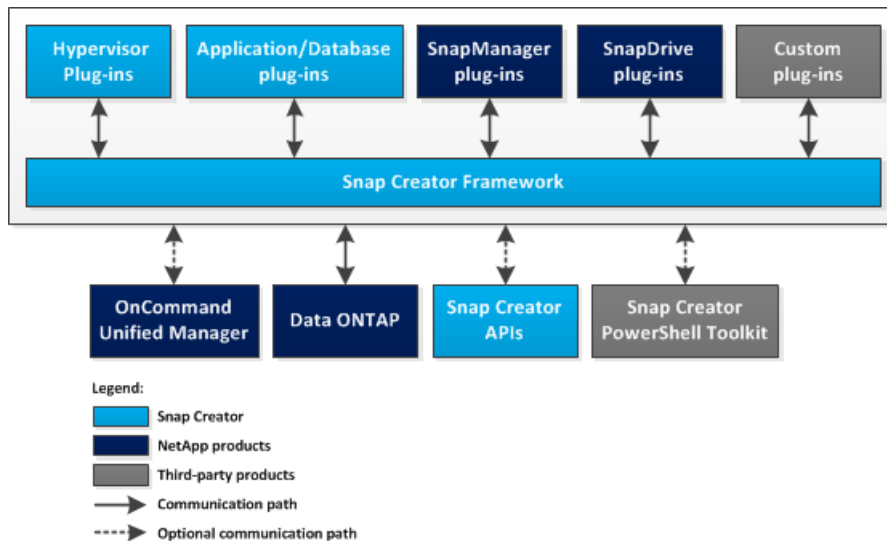 Hypervisor
Plug-ins
Application/Database
plug-ins
SnapManager
plug-ins
SnapDrive
plug-ins
Custom
plug-ins
Snap Creator Framework
OnCommand
Unified Manager
Data ONTAP
Snap Creator
APIs
Snap Creator
PowerShell Toolkit
Legend:
Snap Creator
NetApp products
Third-party products
Communication path
Optional communication path